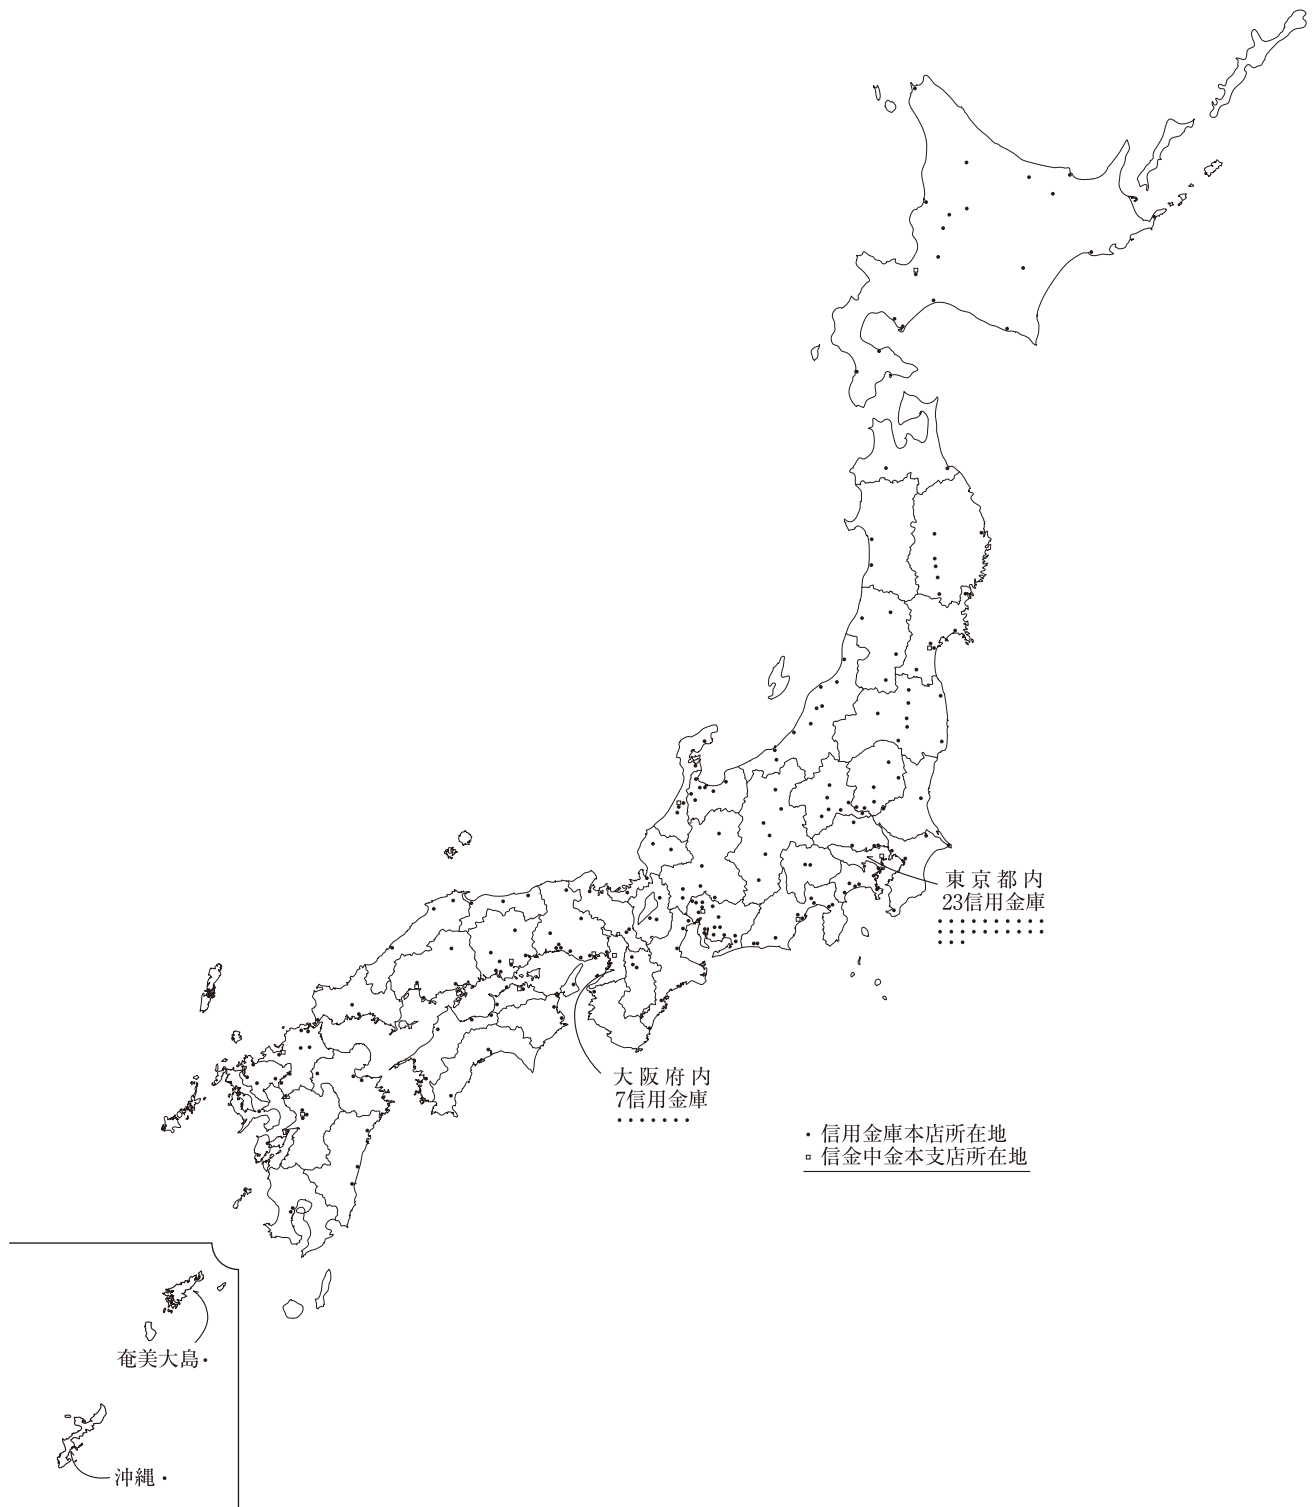 東京都内
23信用金庫
大阪府内
7信用金庫
・信用金庫本店所在地
□信金中金本支店所在地
奄美大島・
沖縄・